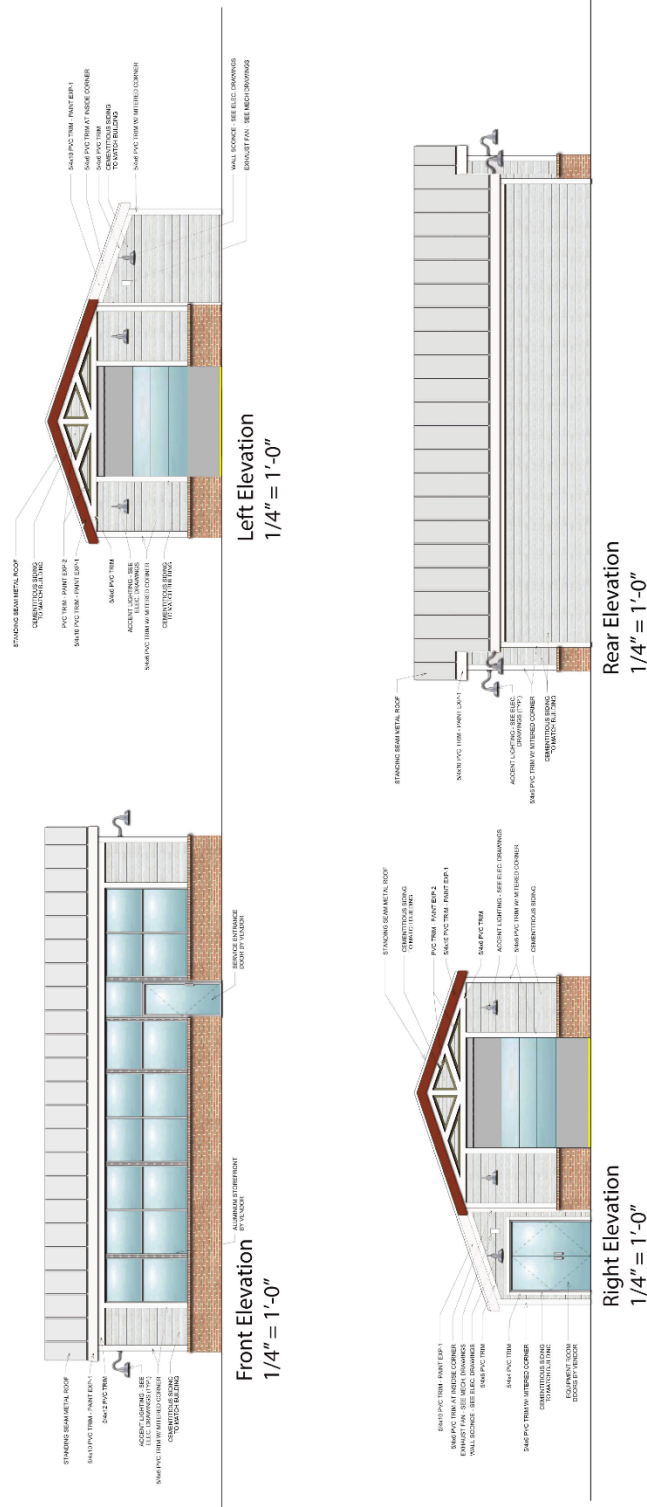 STANDING SEAM METAL ROOF
5/4x10 PVC TRIM - PAINT EXP-1
5/4x12 PVC TRIM
ACCENT LIGHTING - SEE
ELEC. DRAWINGS (TYP.)
5/4x6 PVC TRIM W/ MITERED CORNER
CEMENTITIOUS SIDING
TO MATCH BUILDING
ALUMINUM STOREFRONT
BY VENDOR
SERVICE ENTRANCE
DOOR BY VENDOR
Front Elevation
1/4" = 1'-0"
STANDING SEAM METAL ROOF
CEMENTITIOUS SIDING
TO MATCH BUILDING
PVC TRIM - PAINT EXP-2
5/4x10 PVC TRIM - PAINT EXP-1
5/4x6 PVC TRIM
ACCENT LIGHTING - SEE
ELEC. DRAWINGS
5/4x6 PVC TRIM W/ MITERED CORNER
CEMENTITIOUS SIDING
TO MATCH BUILDING
5/4x10 PVC TRIM - PAINT EXP-1
5/4x6 PVC TRIM AT INSIDE CORNER
5/4x6 PVC TRIM
CEMENTITIOUS SIDING
TO MATCH BUILDING
5/4x6 PVC TRIM W/ MITERED CORNER
WALL SCONCE - SEE ELEC. DRAWINGS
EXHAUST FAN - SEE MECH DRAWINGS
Left Elevation
1/4" = 1'-0"
5/4x10 PVC TRIM - PAINT EXP-1
5/4x6 PVC TRIM AT INSIDE CORNER
EXHAUST FAN - SEE MECH. DRAWINGS
WALL SCONCE - SEE ELEC. DRAWINGS
5/4x6 PVC TRIM
5/4x4 PVC TRIM
5/4x6 PVC TRIM W/ MITERED CORNER
CEMENTITIOUS SIDING
TO MATCH BUILDING
EQUIPMENT ROOM
DOORS BY VENDOR
STANDING SEAM METAL ROOF
CEMENTITIOUS SIDING
TO MATCH BUILDING
PVC TRIM - PAINT EXP-2
5/4x10 PVC TRIM - PAINT EXP-1
5/4x6 PVC TRIM
ACCENT LIGHTING - SEE ELEC. DRAWINGS
5/4x6 PVC TRIM W/ MITERED CORNER
CEMENTITIOUS SIDING
Right Elevation
1/4" = 1'-0"
STANDING SEAM METAL ROOF
5/4x10 PVC TRIM - PAINT EXP-1
ACCENT LIGHTING - SEE ELEC.
DRAWINGS (TYP.)
5/4x6 PVC TRIM W/ MITERED CORNER
CEMENTITIOUS SIDING
TO MATCH BUILDING
Rear Elevation
1/4" = 1'-0"